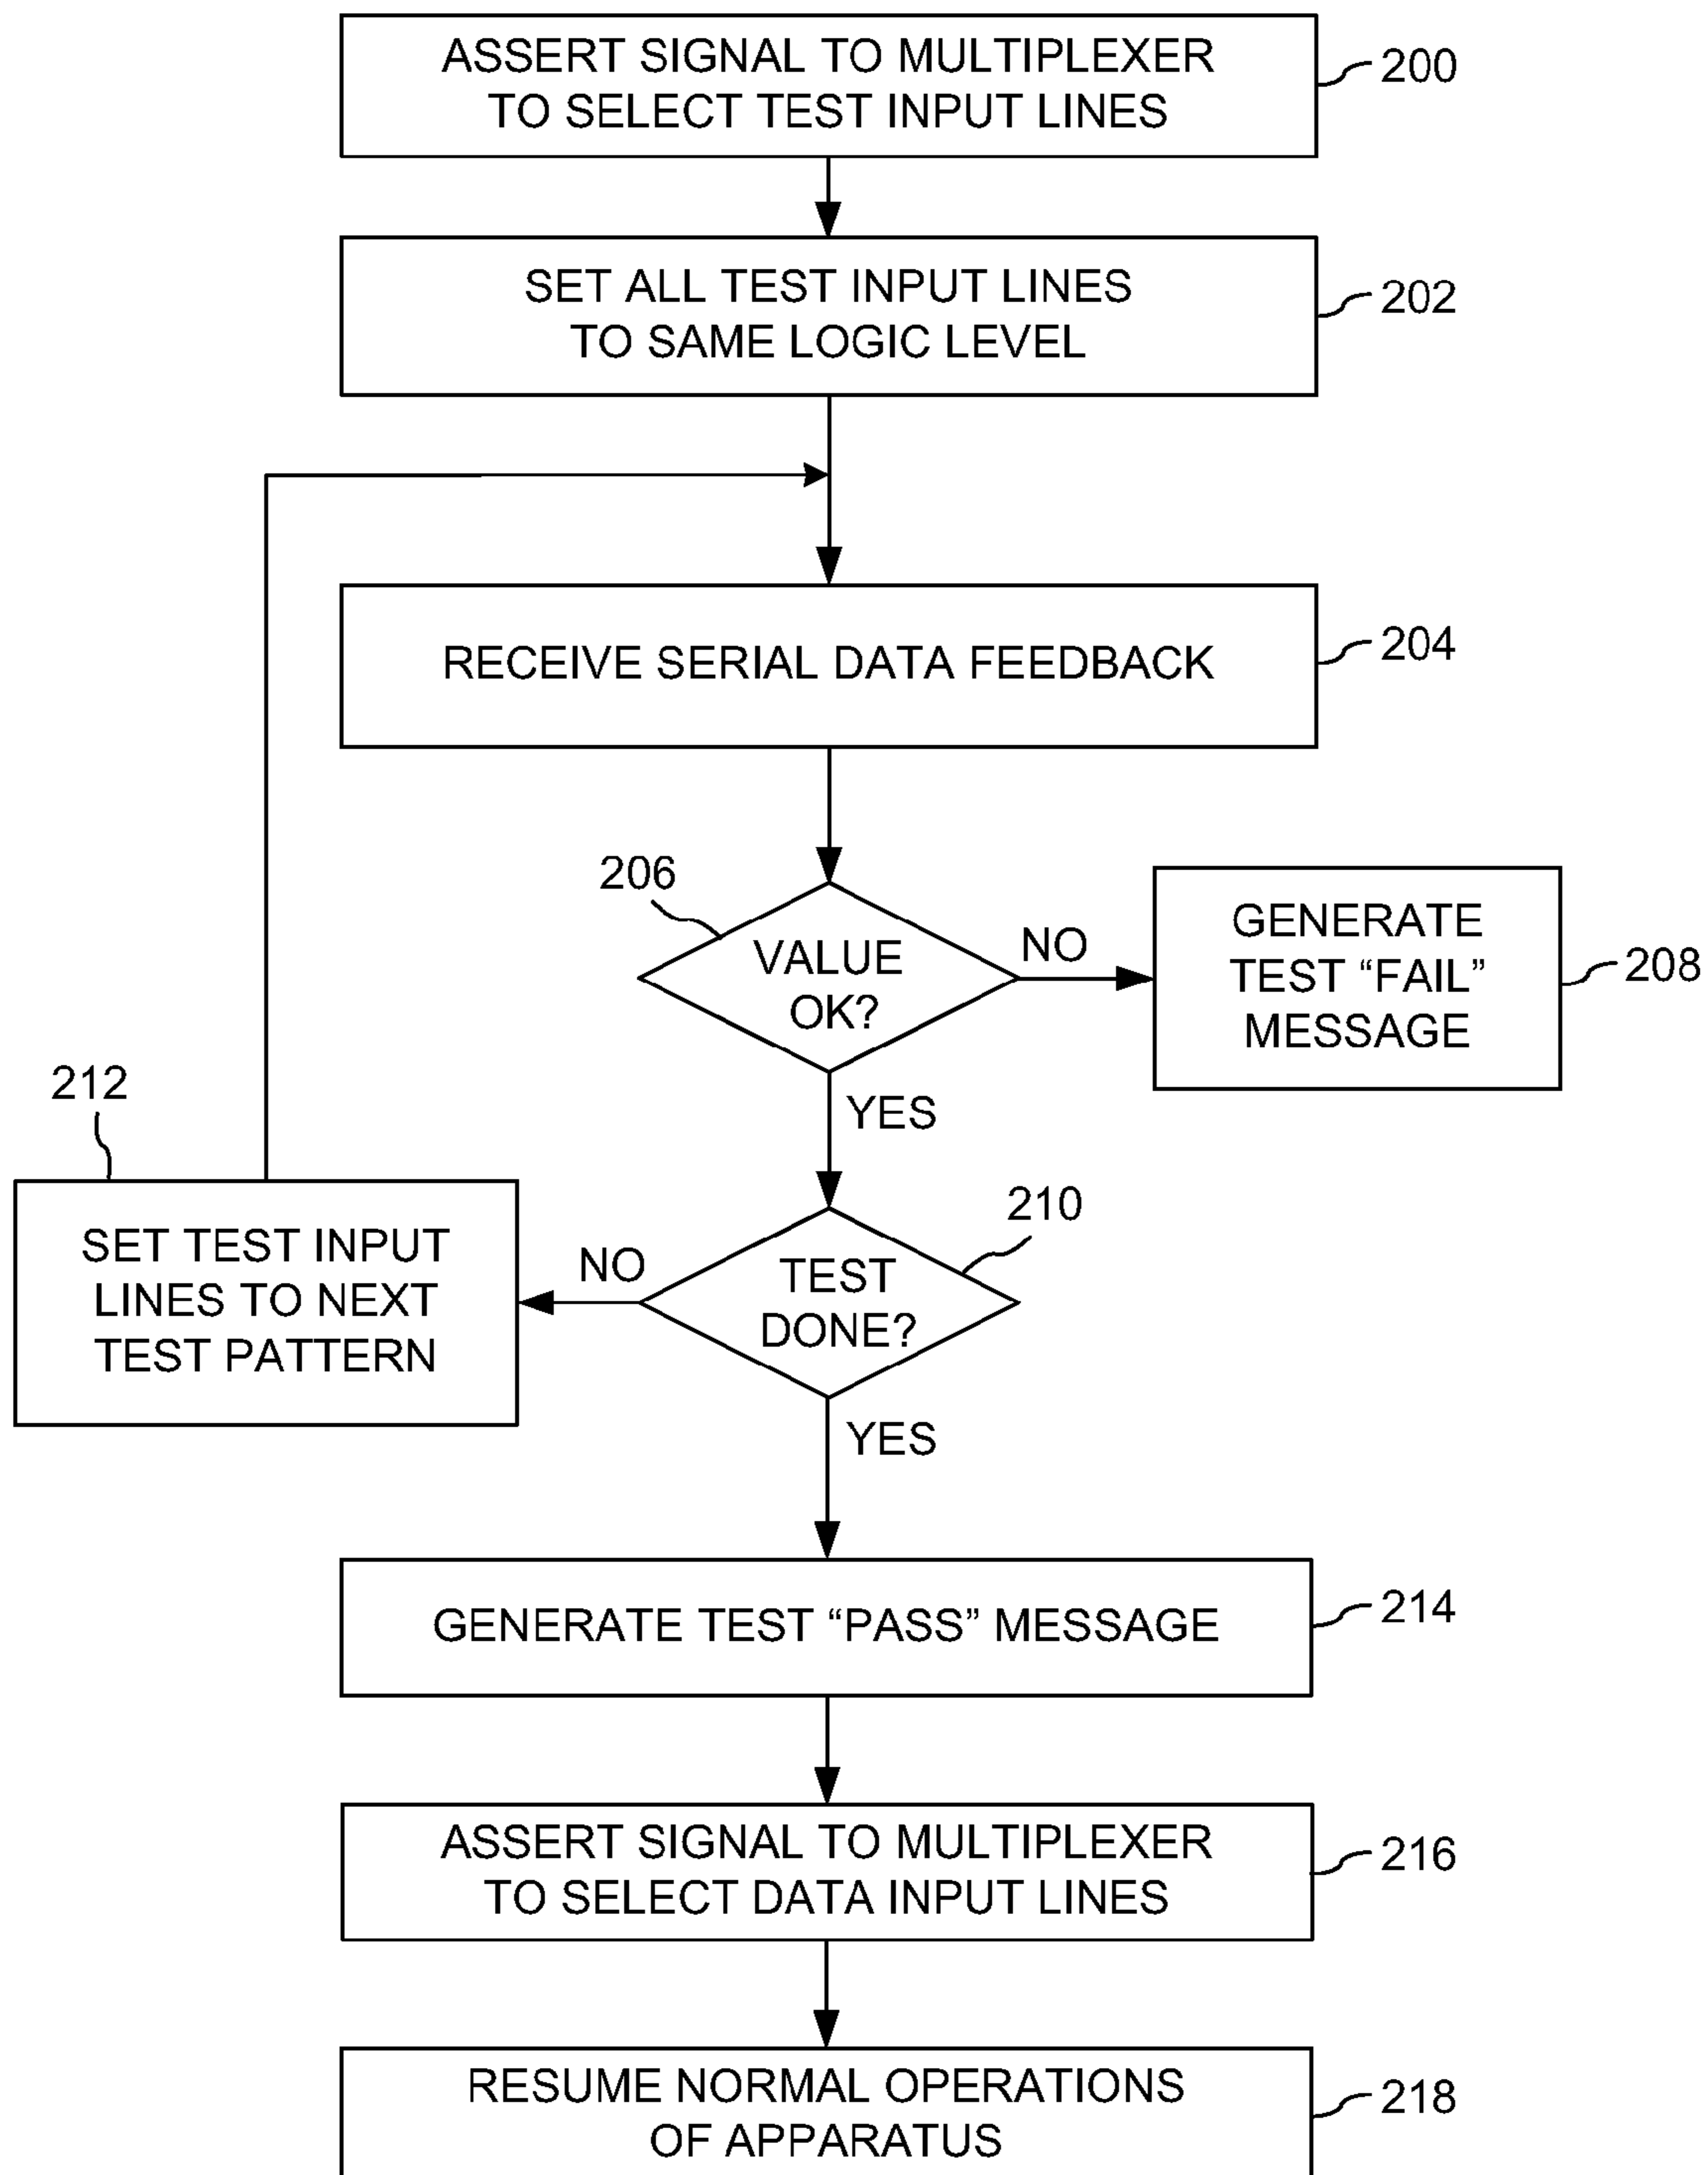 ASSERT SIGNAL TO MULTIPLEXER
TO SELECT TEST INPUT LINES
200
SET ALL TEST INPUT LINES
TO SAME LOGIC LEVEL
202
RECEIVE SERIAL DATA FEEDBACK
204
206
VALUE
OK?
NO
GENERATE
TEST “FAIL”
MESSAGE
208
YES
210
TEST
DONE?
NO
212
SET TEST INPUT
LINES TO NEXT
TEST PATTERN
YES
GENERATE TEST “PASS” MESSAGE
214
ASSERT SIGNAL TO MULTIPLEXER
TO SELECT DATA INPUT LINES
216
RESUME NORMAL OPERATIONS
OF APPARATUS
218